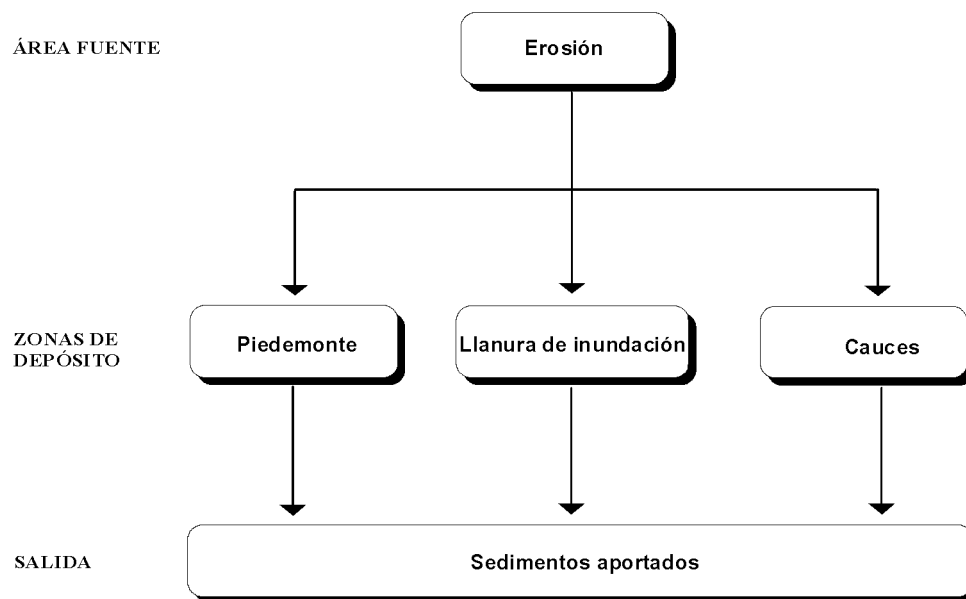 ÁREA FUENTE
Erosión
ZONAS DE
DEPÓSITO
Piedemonte
Llanura de inundación
Cauces
SALIDA
Sedimentos aportados